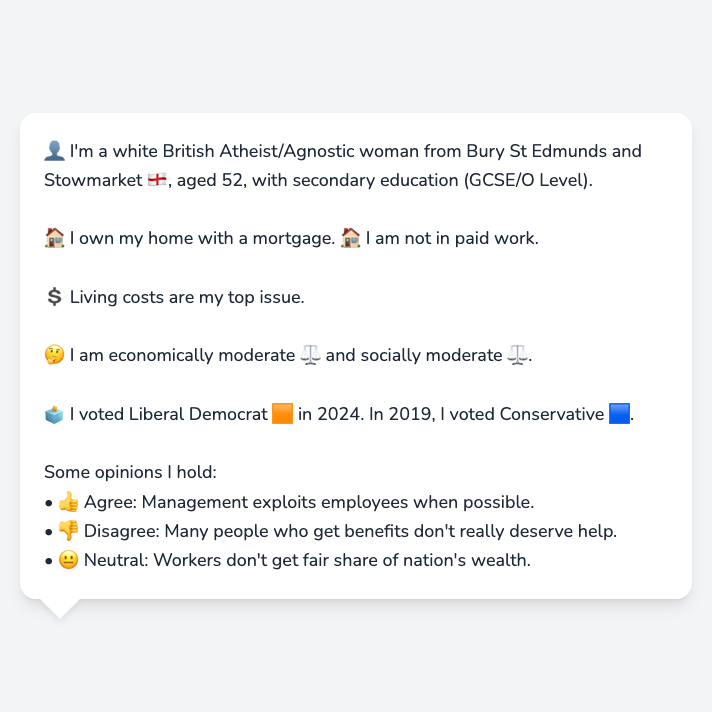 👤 I'm a white British Atheist/Agnostic woman from Bury St Edmunds and
Stowmarket 🏴󠁧󠁢󠁥󠁮󠁧󠁿, aged 52, with secondary education (GCSE/O Level).
🏠 I own my home with a mortgage. 🏠 I am not in paid work.
💲 Living costs are my top issue.
🤔 I am economically moderate ⚖️ and socially moderate ⚖️.
🗳️ I voted Liberal Democrat 🟧 in 2024. In 2019, I voted Conservative 🟦.
Some opinions I hold:
• 👍 Agree: Management exploits employees when possible.
• 👎 Disagree: Many people who get benefits don't really deserve help.
• 😐 Neutral: Workers don't get fair share of nation's wealth.